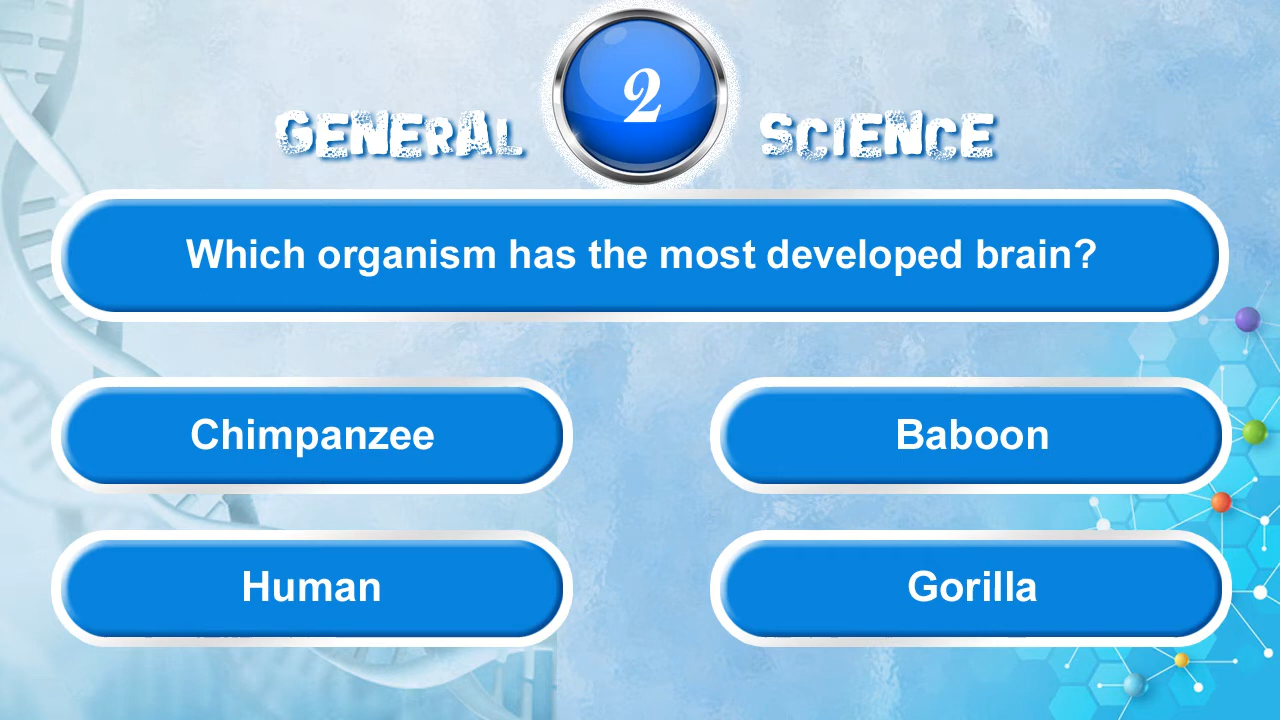 2
GENERAL SCIENCE
Which organism has the most developed brain?
Chimpanzee
Baboon
Human
Gorilla